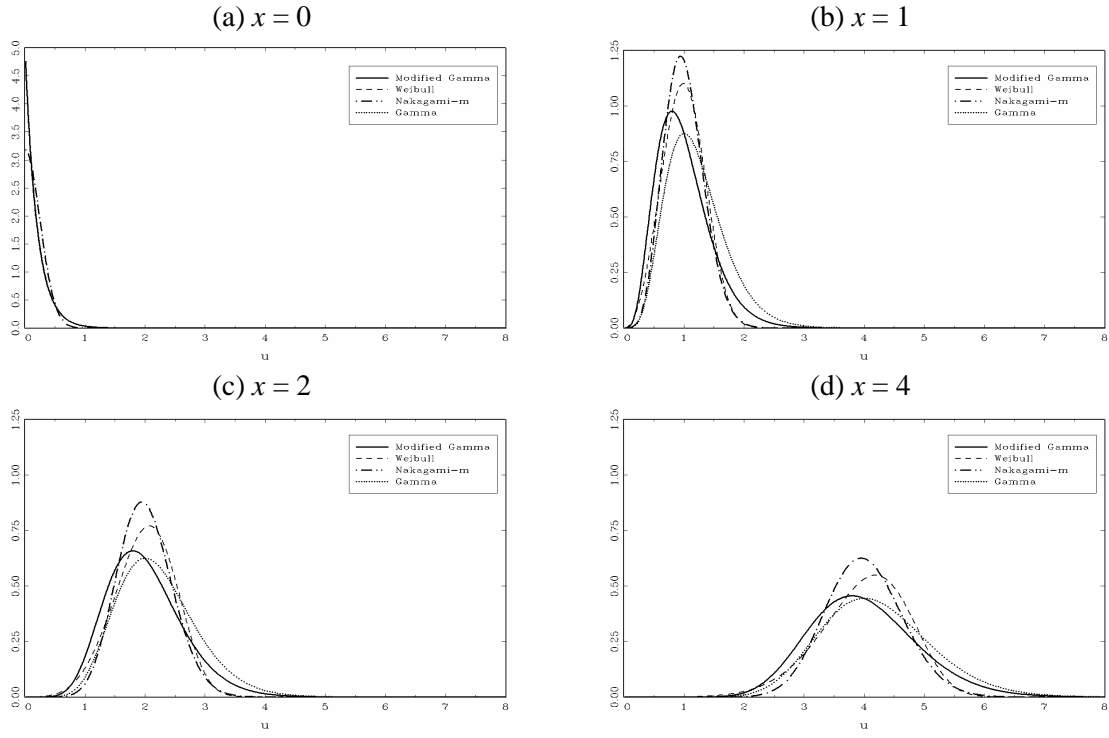 (a) x = 0
5.0
4.5
4.0
3.5
3.0
2.5
2.0
1.5
1.0
0.5
0.0
Modified Gamma
Weibull
Nakagami-m
Gamma
0 1 2 3 4 5 6 7 8
u
(b) x = 1
1.25
1.00
0.75
0.50
0.25
0.00
Modified Gamma
Weibull
Nakagami-m
Gamma
0 1 2 3 4 5 6 7 8
u
(c) x = 2
1.25
1.00
0.75
0.50
0.25
0.00
Modified Gamma
Weibull
Nakagami-m
Gamma
0 1 2 3 4 5 6 7 8
u
(d) x = 4
1.25
1.00
0.75
0.50
0.25
0.00
Modified Gamma
Weibull
Nakagami-m
Gamma
0 1 2 3 4 5 6 7 8
u